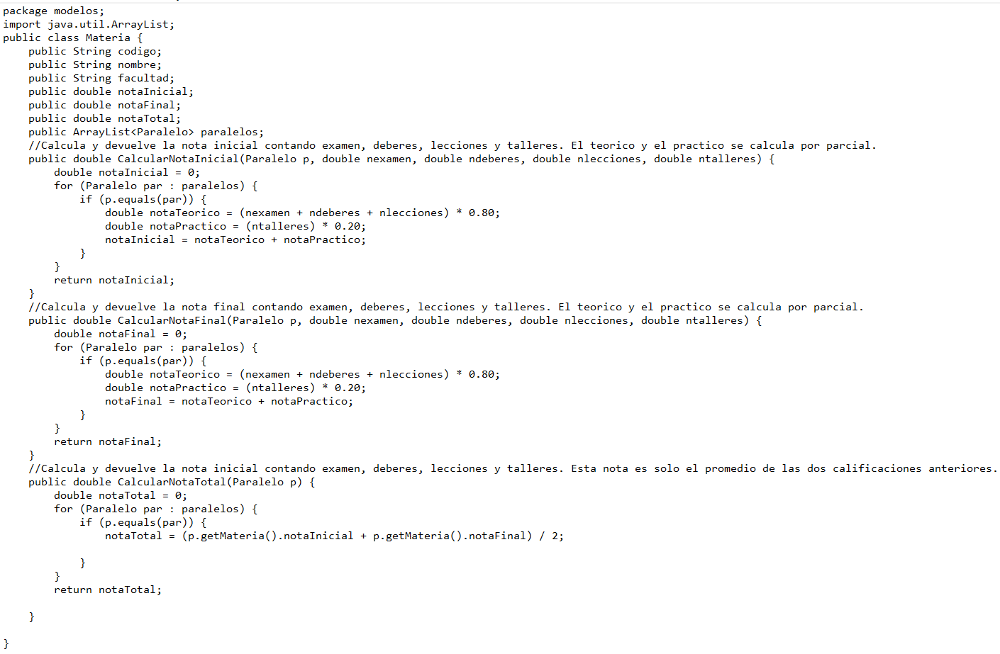 package modelos;
import java.util.ArrayList;
public class Materia {
    public String codigo;
    public String nombre;
    public String facultad;
    public double notaInicial;
    public double notaFinal;
    public double notaTotal;
    public ArrayList<Paralelo> paralelos;
    //Calcula y devuelve la nota inicial contando examen, deberes, lecciones y talleres. El teorico y el practico se calcula por parcial.
    public double CalcularNotaInicial(Paralelo p, double nexamen, double ndeberes, double nlecciones, double ntalleres) {
        double notaInicial = 0;
        for (Paralelo par : paralelos) {
            if (p.equals(par)) {
                double notaTeorico = (nexamen + ndeberes + nlecciones) * 0.80;
                double notaPractico = (ntalleres) * 0.20;
                notaInicial = notaTeorico + notaPractico;
            }
        }
        return notaInicial;
    }
    //Calcula y devuelve la nota final contando examen, deberes, lecciones y talleres. El teorico y el practico se calcula por parcial.
    public double CalcularNotaFinal(Paralelo p, double nexamen, double ndeberes, double nlecciones, double ntalleres) {
        double notaFinal = 0;
        for (Paralelo par : paralelos) {
            if (p.equals(par)) {
                double notaTeorico = (nexamen + ndeberes + nlecciones) * 0.80;
                double notaPractico = (ntalleres) * 0.20;
                notaFinal = notaTeorico + notaPractico;
            }
        }
        return notaFinal;
    }
    //Calcula y devuelve la nota inicial contando examen, deberes, lecciones y talleres. Esta nota es solo el promedio de las dos calificaciones anteriores.
    public double CalcularNotaTotal(Paralelo p) {
        double notaTotal = 0;
        for (Paralelo par : paralelos) {
            if (p.equals(par)) {
                notaTotal = (p.getMateria().notaInicial + p.getMateria().notaFinal) / 2;

            }
        }
        return notaTotal;

    }

}